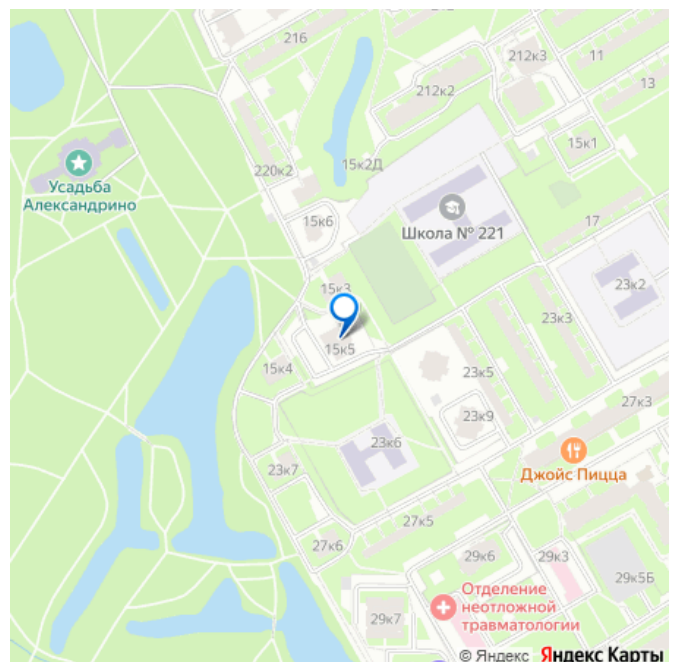 216
212к3
11
212к2
13
15к1
15к2Д
220к2
Усадьба
Александрино
15к6
Школа № 221
17
15к3
23к2
23к3
15к5
15к4
23к5
27к3
23к9
23к6
23к7
Джойс Пицца
27к5
27к6
29к6
29к3
29к5Б
Отделение
неотложной
травматологии
29к7
© Яндекс Яндекс Карты